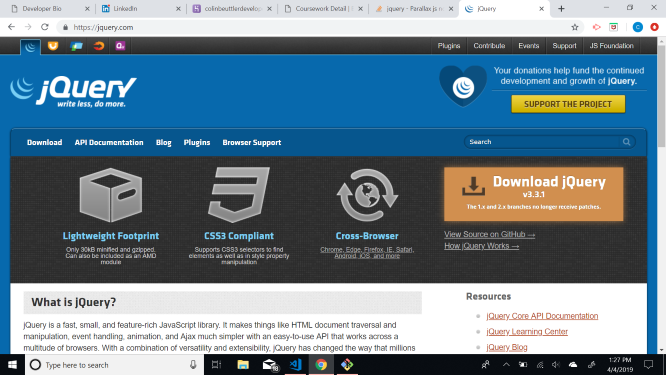 Developer Bio
LinkedIn
colinbeuttlerdevelop
Coursework Detail |
jquery - Parallax js n
jQuery
https://jquery.com
Plugins
Contribute
Events
Support
JS Foundation
jQuery
write less, do more.
Your donations help fund the continued
development and growth of jQuery.
SUPPORT THE PROJECT
Download
API Documentation
Blog
Plugins
Browser Support
Search
Lightweight Footprint
Only 30kB minified and gzipped.
Can also be included as an AMD
module
CSS3 Compliant
Supports CSS3 selectors to find
elements as well as in style property
manipulation
Cross-Browser
Chrome, Edge, Firefox, IE, Safari,
Android, iOS, and more
Download jQuery
v3.3.1
The 1.x and 2.x branches no longer receive patches.
View Source on GitHub →
How jQuery Works →
What is jQuery?
jQuery is a fast, small, and feature-rich JavaScript library. It makes things like HTML document traversal and
manipulation, event handling, animation, and Ajax much simpler with an easy-to-use API that works across a
multitude of browsers. With a combination of versatility and extensibility, jQuery has changed the way that millions
Resources
jQuery Core API Documentation
jQuery Learning Center
jQuery Blog
Type here to search
1:27 PM
4/4/2019